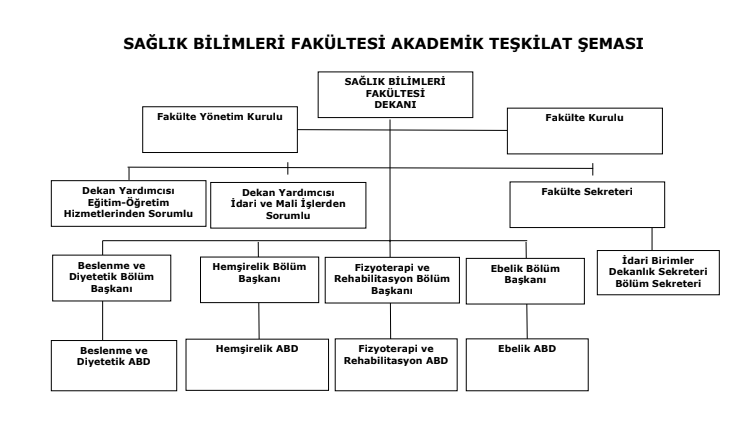 SAĞLIK BİLİMLERİ FAKÜLTESİ AKADEMİK TEŞKİLAT ŞEMASI
SAĞLIK BİLİMLERİ
FAKÜLTESİ
DEKANI
Fakülte Yönetim Kurulu
Fakülte Kurulu
Dekan Yardımcısı
Eğitim-Öğretim
Hizmetlerinden Sorumlu
Dekan Yardımcısı
İdari ve Mali İşlerden
Sorumlu
Fakülte Sekreteri
Beslenme ve
Diyetetik Bölüm
Başkanı
Hemşirelik Bölüm
Başkanı
Fizyoterapi ve
Rehabilitasyon Bölüm
Başkanı
Ebelik Bölüm
Başkanı
İdari Birimler
Dekanlık Sekreteri
Bölüm Sekreteri
Beslenme ve
Diyetetik ABD
Hemşirelik ABD
Fizyoterapi ve
Rehabilitasyon ABD
Ebelik ABD